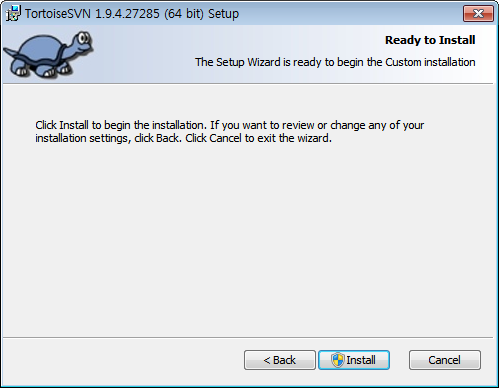 TortoiseSVN 1.9.4.27285 (64 bit) Setup
Ready to Install
The Setup Wizard is ready to begin the Custom installation
Click Install to begin the installation. If you want to review or change any of your
installation settings, click Back. Click Cancel to exit the wizard.
< Back Install Cancel